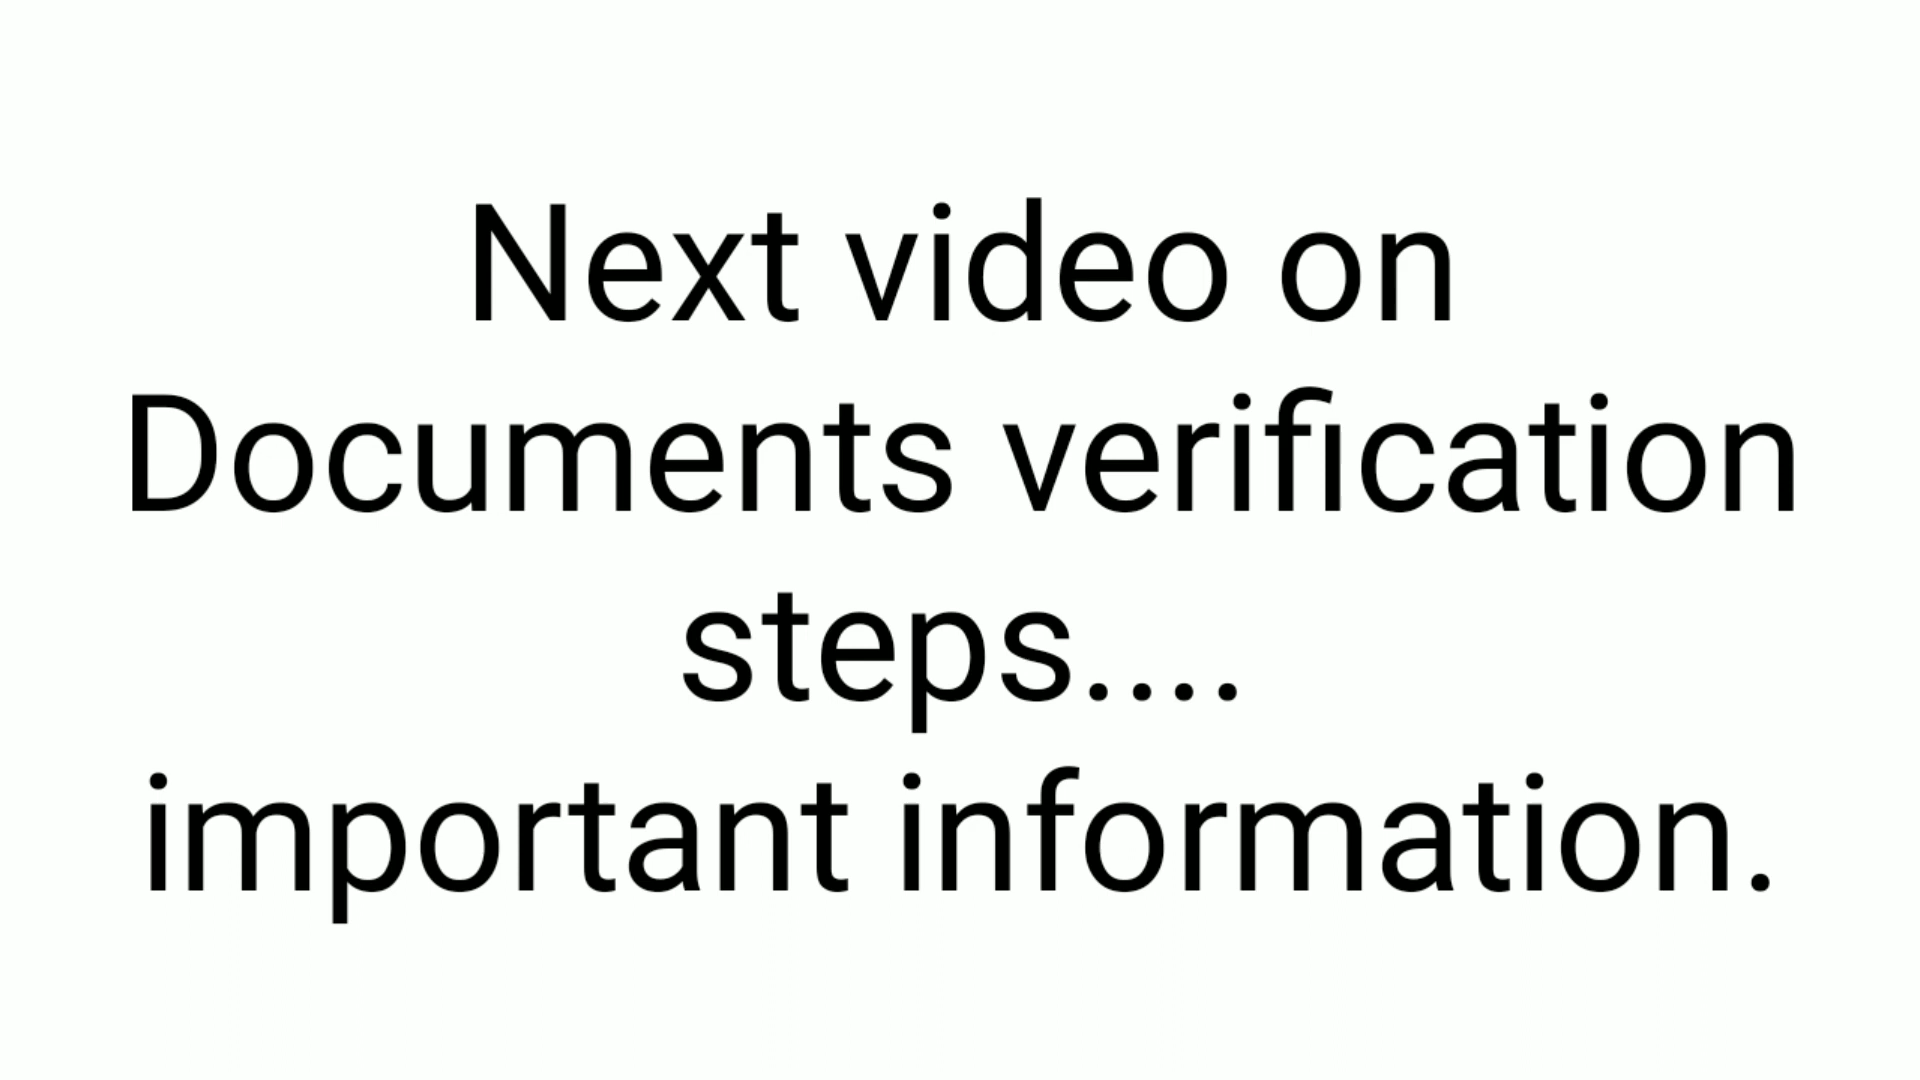 Next video on
Documents verification
steps....
important information.